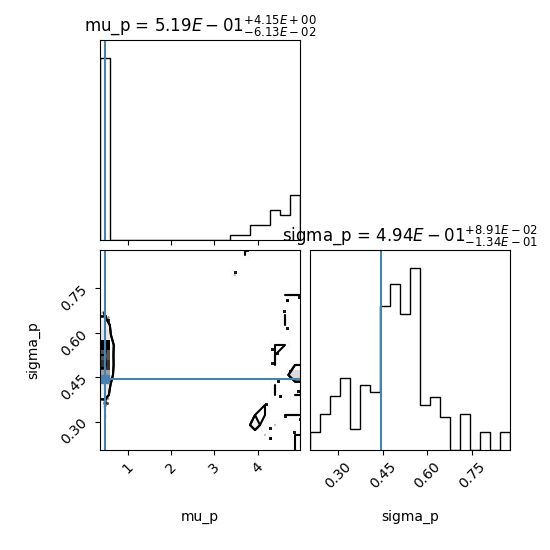 mu_p = 5.19E − 01+4.15E+00−6.13E−02
sigma_p = 4.94E − 01+8.91E−02−1.34E−01
0.75
0.60
0.45
0.30
sigma_p
1 2 3 4
0.30 0.45 0.60 0.75
mu_p
sigma_p